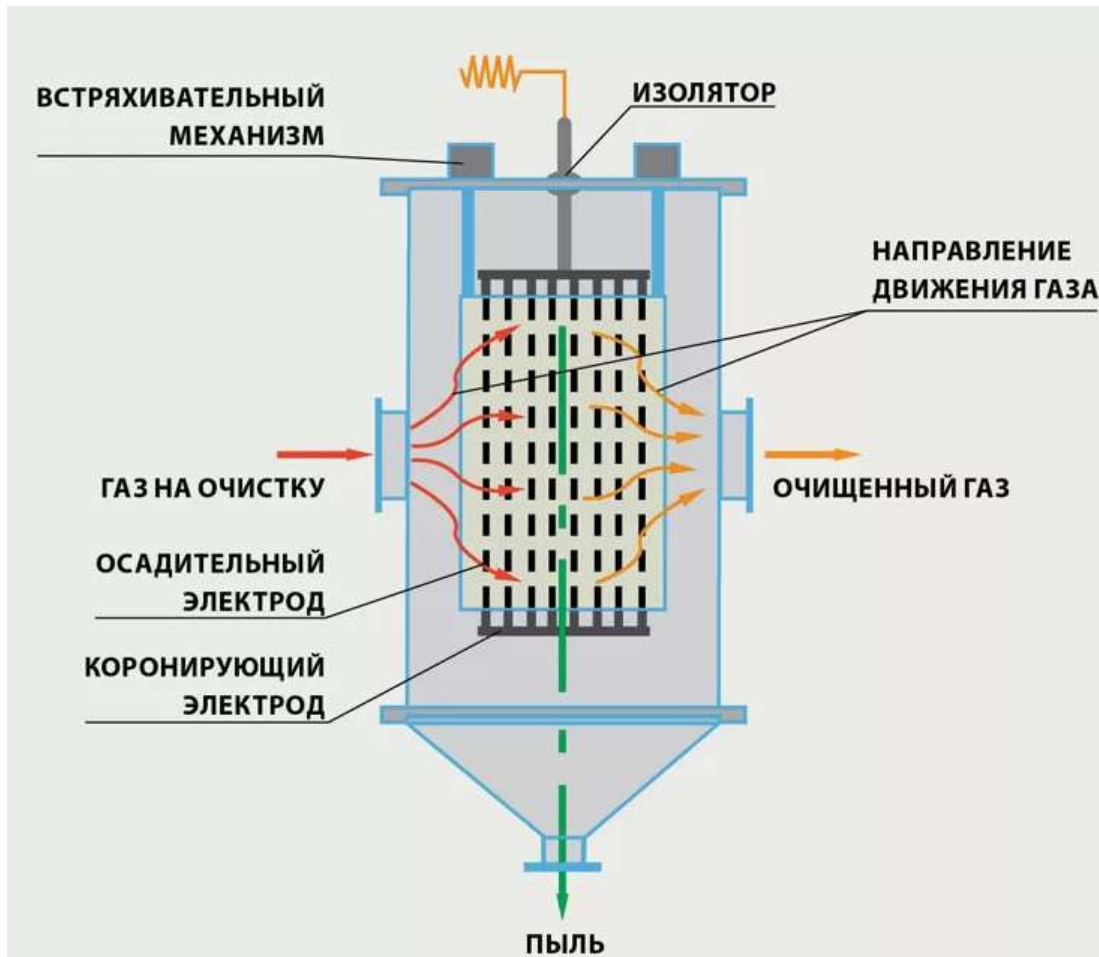 ВСТРЯХИВАТЕЛЬНЫЙ
МЕХАНИЗМ
ИЗОЛЯТОР
НАПРАВЛЕНИЕ
ДВИЖЕНИЯ ГАЗА
ГАЗ НА ОЧИСТКУ
ОЧИЩЕННЫЙ ГАЗ
ОСАДИТЕЛЬНЫЙ
ЭЛЕКТРОД
КОРОНИРУЮЩИЙ
ЭЛЕКТРОД
ПЫЛЬ